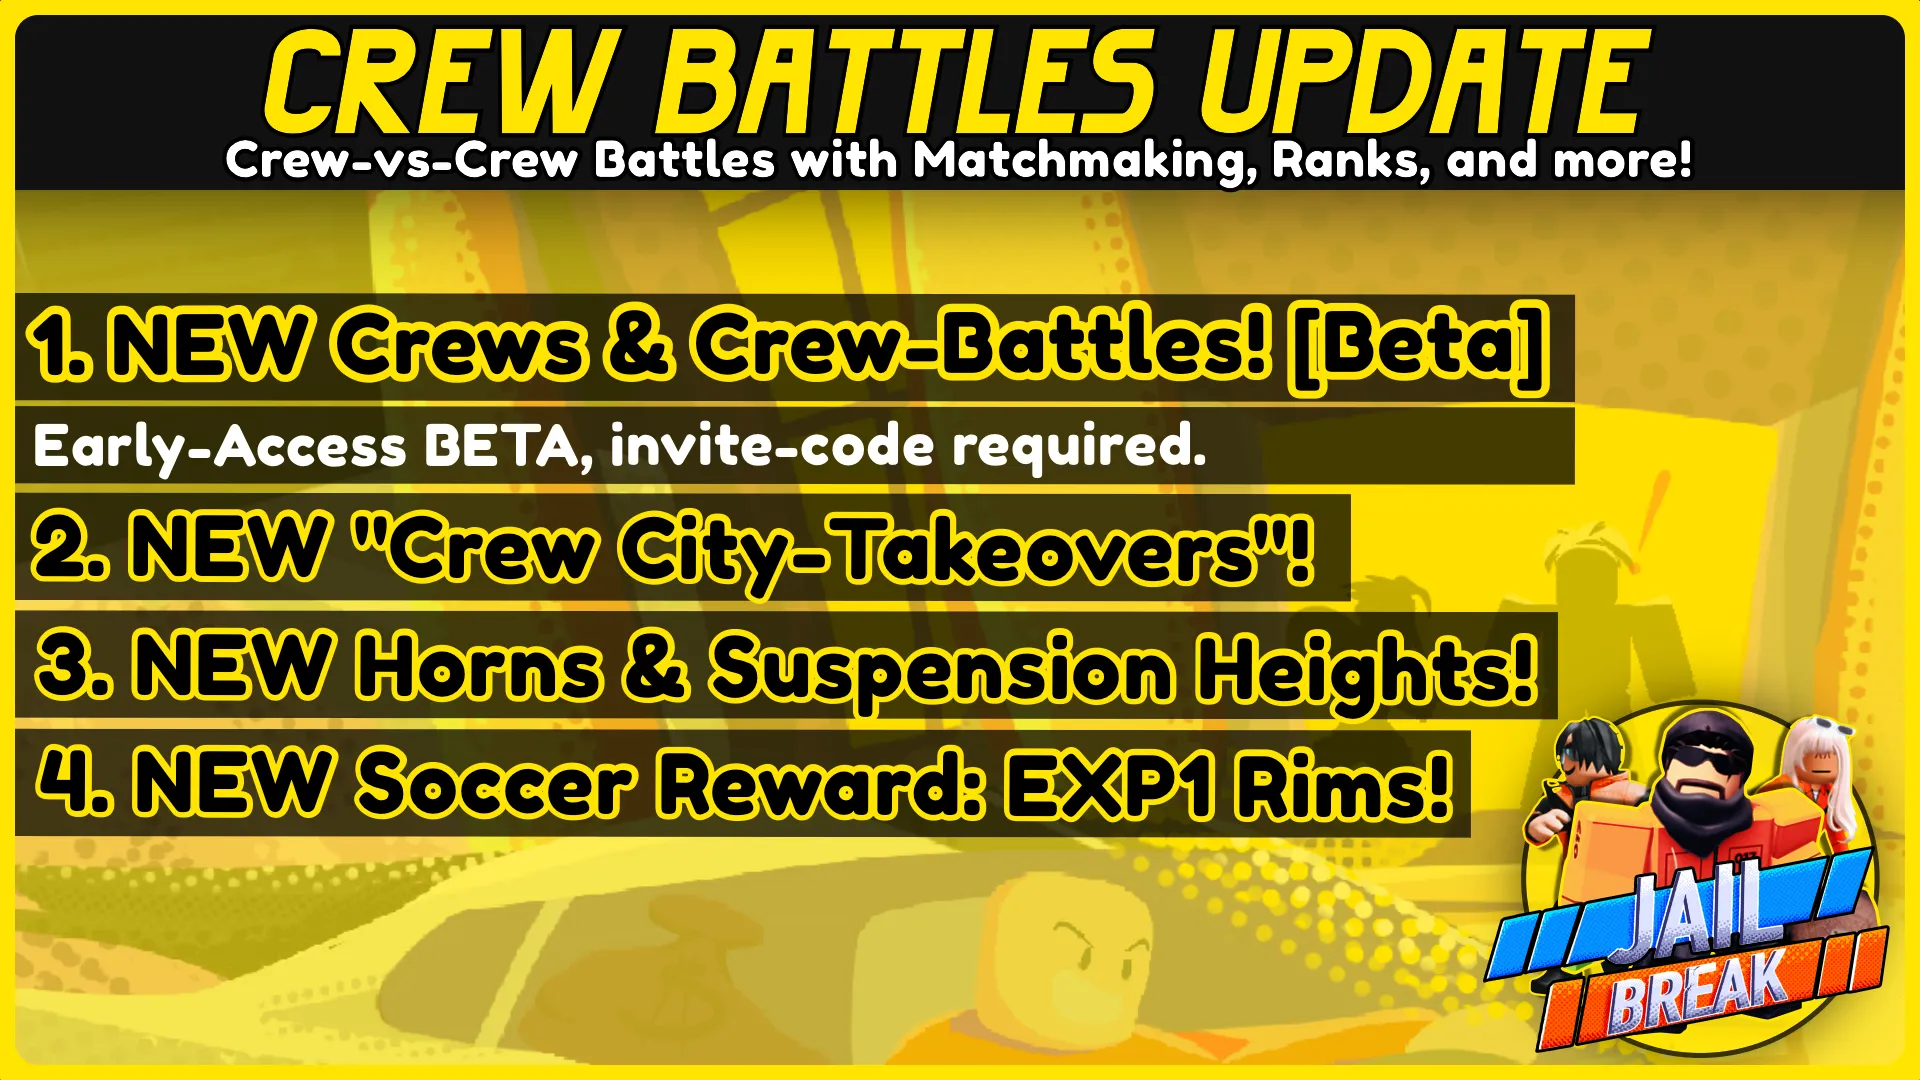 CREW BATTLES UPDATE
Crew-vs-Crew Battles with Matchmaking, Ranks, and more!
1. NEW Crews & Crew-Battles! [Beta]
Early-Access BETA, invite-code required.
2. NEW "Crew City-Takeovers"!
3. NEW Horns & Suspension Heights!
4. NEW Soccer Reward: EXP1 Rims!
JAIL
BREAK